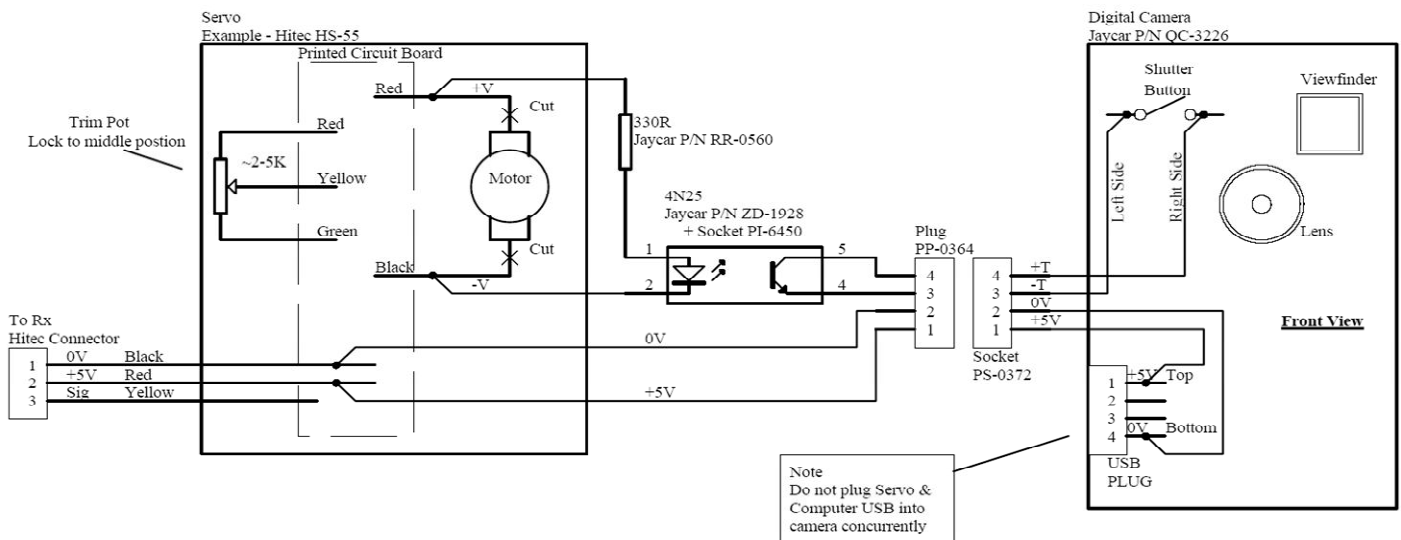 Servo
Example - Hitec HS-55
Printed Circuit Board
Red
+V
Cut
Red
Trim Pot
Lock to middle postion
~2-5K
Yellow
Motor
Green
Cut
Black
-V
330R
Jaycar P/N RR-0560
4N25
Jaycar P/N ZD-1928
+ Socket PI-6450
1
2
5
4
Plug
PP-0364
4
3
2
1
4
3
2
1
Socket
PS-0372
+T
-T
0V
+5V
To Rx
Hitec Connector
1 0V Black
2 +5V Red
3 Sig Yellow
0V
+5V
Digital Camera
Jaycar P/N QC-3226
Shutter
Button
Viewfinder
Left Side
Right Side
Lens
Front View
1 +5V Top
2
3
4 0V Bottom
USB
PLUG
Note
Do not plug Servo &
Computer USB into
camera concurrently